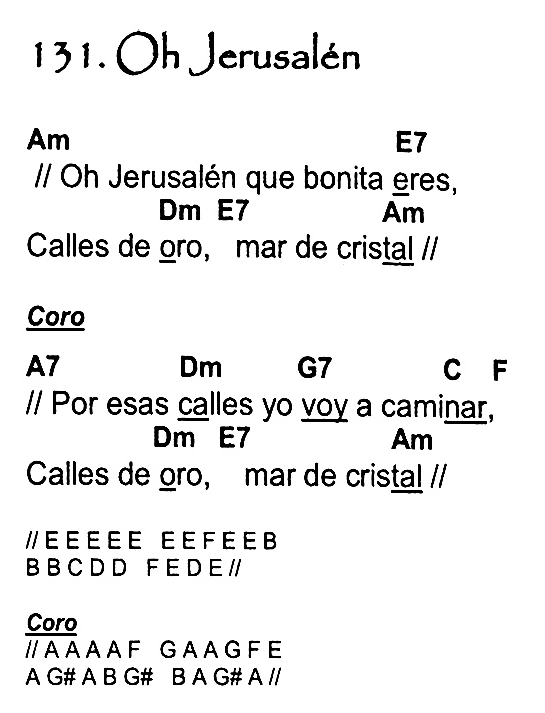 131. Oh Jerusalén
Am E7
// Oh Jerusalén que bonita eres,
Dm E7 Am
Calles de oro, mar de cristal //
Coro
A7 Dm G7 C F
// Por esas calles yo voy a caminar,
Dm E7 Am
Calles de oro, mar de cristal //
// E E E E E E E F E E B
B B C D D F E D E //
Coro
// A A A A F G A A G F E
A G# A B G# B A G# A //